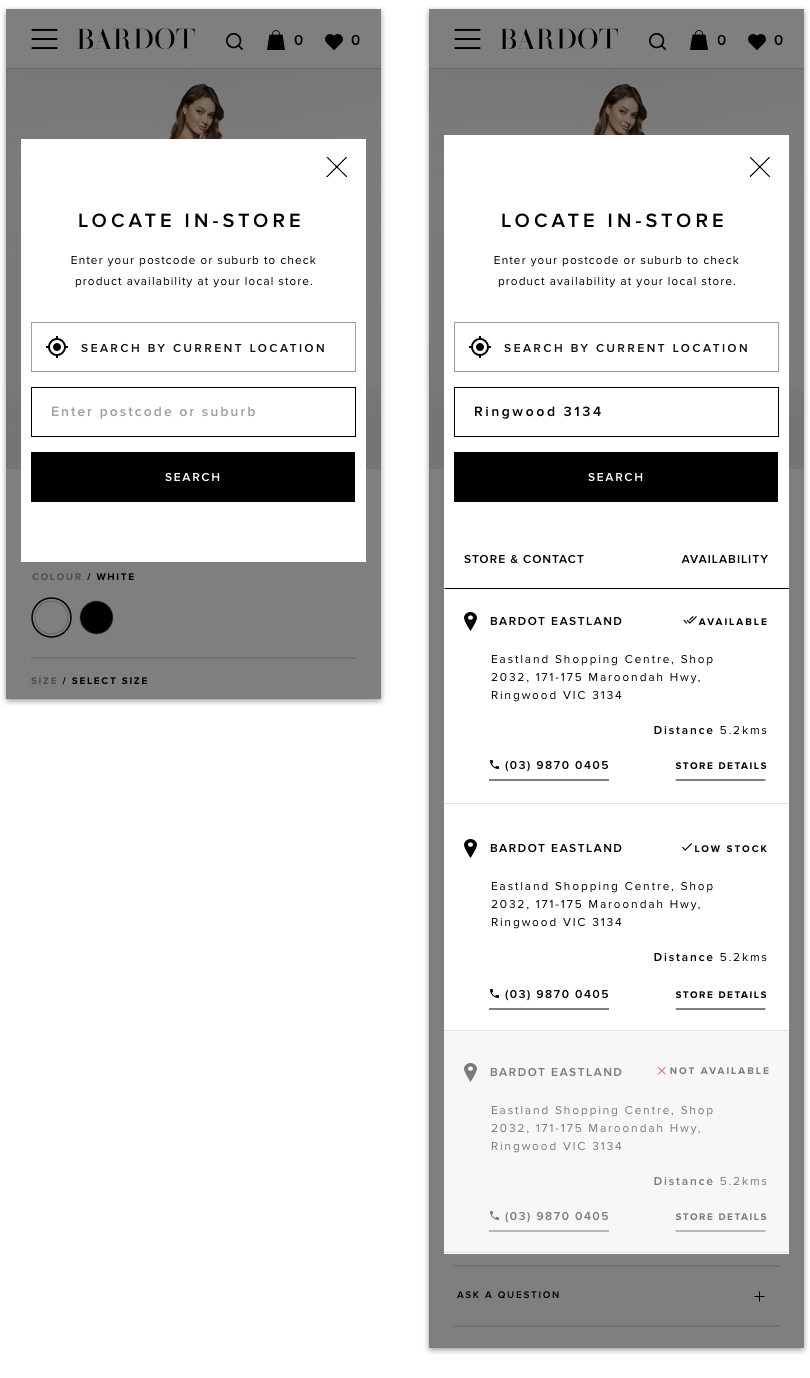 BARDOT 0 0
LOCATE IN-STORE
Enter your postcode or suburb to check
product availability at your local store.
SEARCH BY CURRENT LOCATION
Enter postcode or suburb
SEARCH
COLOUR / WHITE
SIZE / SELECT SIZE
BARDOT 0 0
LOCATE IN-STORE
Enter your postcode or suburb to check
product availability at your local store.
SEARCH BY CURRENT LOCATION
Ringwood 3134
SEARCH
STORE & CONTACT AVAILABILITY
BARDOT EASTLAND AVAILABLE
Eastland Shopping Centre, Shop
2032, 171-175 Maroondah Hwy,
Ringwood VIC 3134
Distance 5.2kms
(03) 9870 0405 STORE DETAILS
BARDOT EASTLAND LOW STOCK
Eastland Shopping Centre, Shop
2032, 171-175 Maroondah Hwy,
Ringwood VIC 3134
Distance 5.2kms
(03) 9870 0405 STORE DETAILS
BARDOT EASTLAND NOT AVAILABLE
Eastland Shopping Centre, Shop
2032, 171-175 Maroondah Hwy,
Ringwood VIC 3134
Distance 5.2kms
(03) 9870 0405 STORE DETAILS
ASK A QUESTION